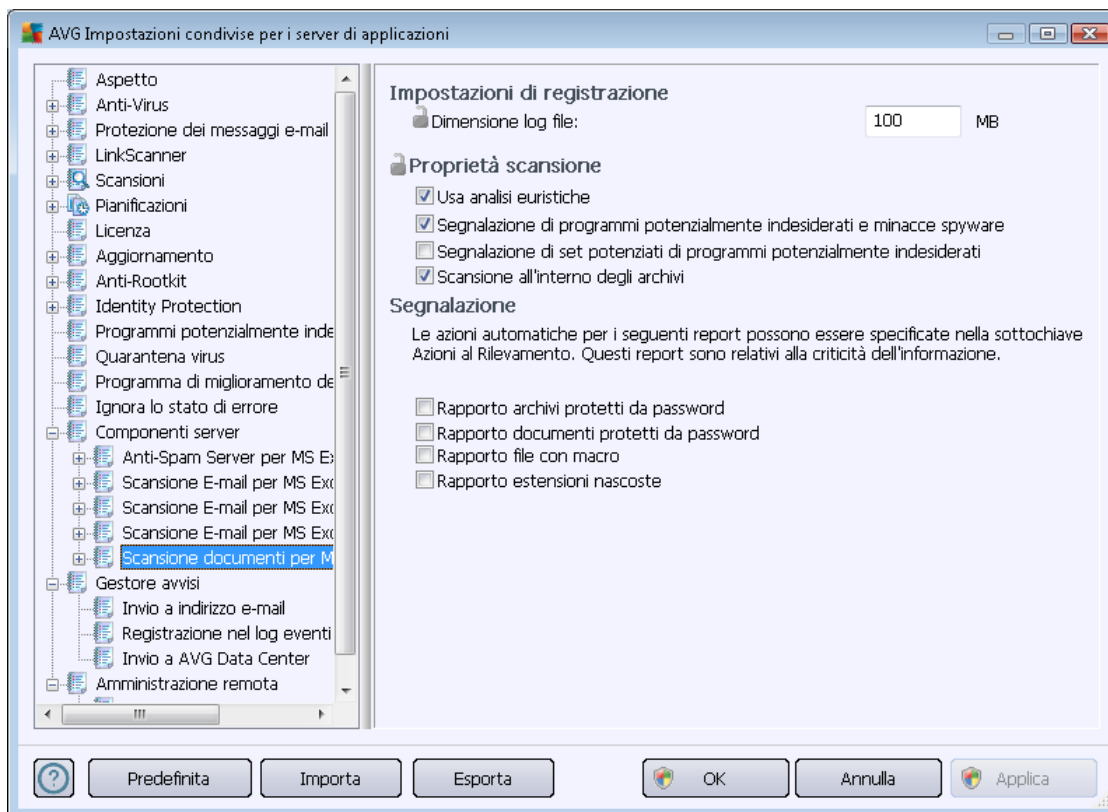 AVG Impostazioni condivise per i server di applicazioni
Aspetto
Anti-Virus
Protezione dei messaggi e-mail
LinkScanner
Scansioni
Pianificazioni
Licenza
Aggiornamento
Anti-Rootkit
Identity Protection
Programmi potenzialmente inde
Quarantena virus
Programma di miglioramento de
Ignora lo stato di errore
Componenti server
Anti-Spam Server per MS Ex
Scansione E-mail per MS Exc
Scansione E-mail per MS Exc
Scansione E-mail per MS Exc
Scansione documenti per M
Gestore avvisi
Invio a indirizzo e-mail
Registrazione nel log eventi
Invio a AVG Data Center
Amministrazione remota
Impostazioni di registrazione
Dimensione log file: 100 MB
Proprietà scansione
Usa analisi euristiche
Segnalazione di programmi potenzialmente indesiderati e minacce spyware
Segnalazione di set potenziati di programmi potenzialmente indesiderati
Scansione all'interno degli archivi
Segnalazione
Le azioni automatiche per i seguenti report possono essere specificate nella sottochiave
Azioni al Rilevamento. Questi report sono relativi alla criticità dell'informazione.
Rapporto archivi protetti da password
Rapporto documenti protetti da password
Rapporto file con macro
Rapporto estensioni nascoste
? Predefinita Importa Esporta OK Annulla Applica